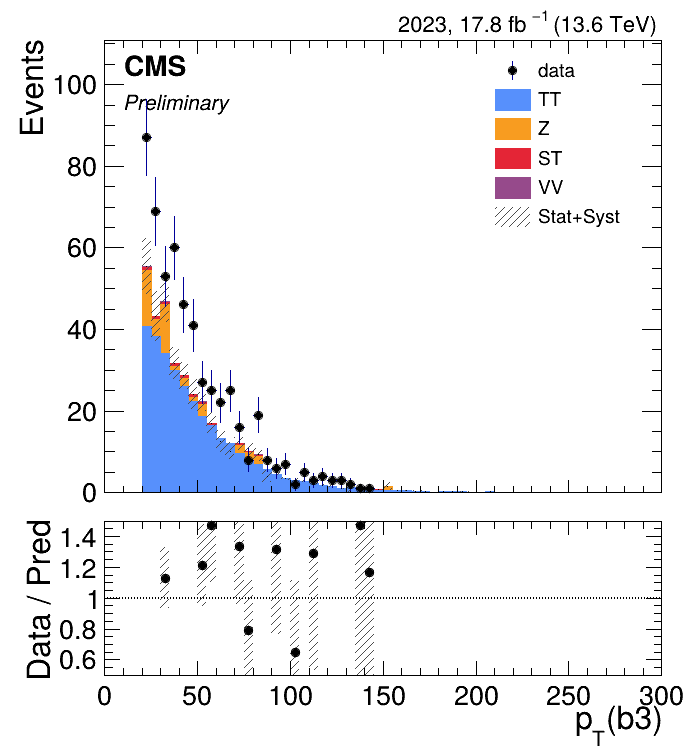 2023, 17.8 fb⁻¹ (13.6 TeV)
CMS
Preliminary
Events
100
80
60
40
20
0
data
TT
Z
ST
VV
Stat+Syst
Data / Pred
1.4
1.2
1
0.8
0.6
0 50 100 150 200 250 300
p_T(b3)